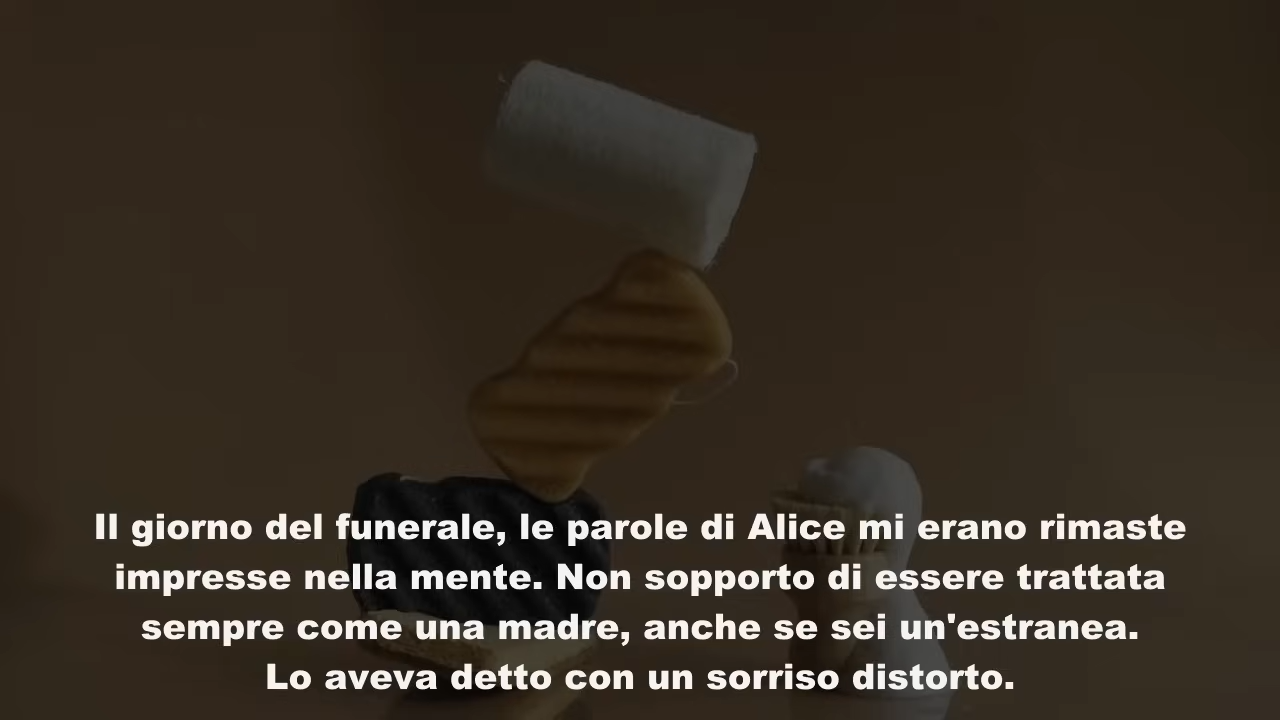 Il giorno del funerale, le parole di Alice mi erano rimaste
impresse nella mente. Non sopporto di essere trattata
sempre come una madre, anche se sei un'estranea.
Lo aveva detto con un sorriso distorto.